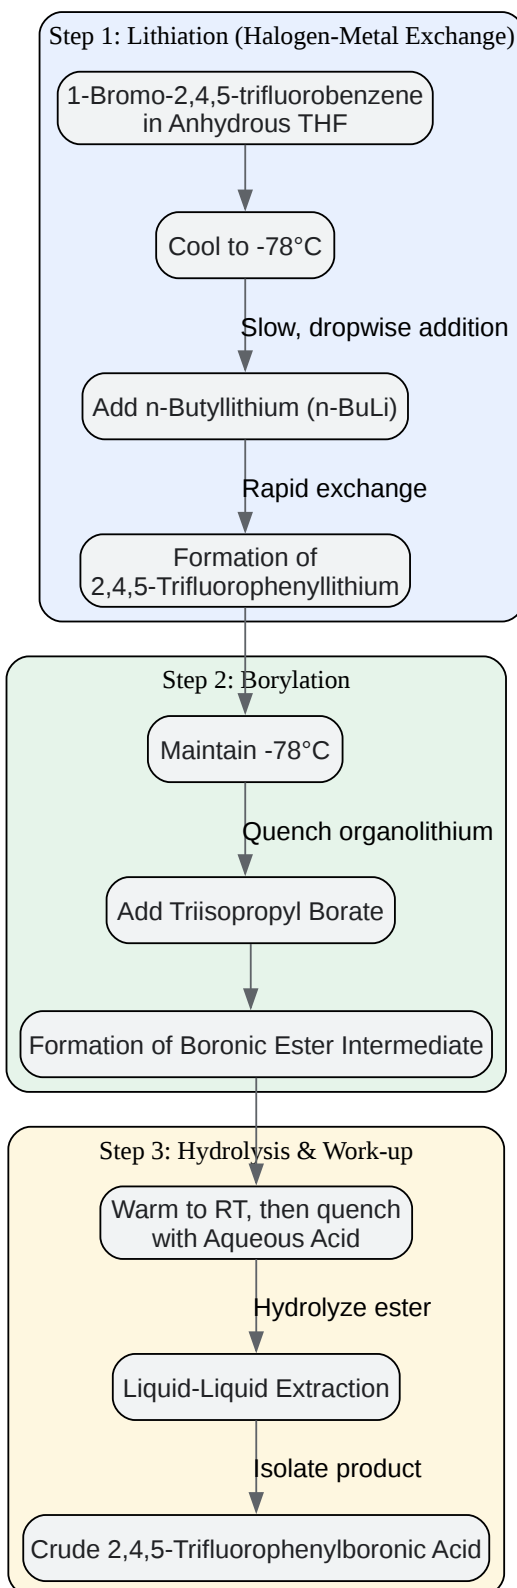 Step 1: Lithiation (Halogen-Metal Exchange)
1-Bromo-2,4,5-trifluorobenzene
in Anhydrous THF
Cool to -78°C
Slow, dropwise addition
Add n-Butyllithium (n-BuLi)
Rapid exchange
Formation of
2,4,5-Trifluorophenyllithium
Step 2: Borylation
Maintain -78°C
Quench organolithium
Add Triisopropyl Borate
Formation of Boronic Ester Intermediate
Step 3: Hydrolysis & Work-up
Warm to RT, then quench
with Aqueous Acid
Hydrolyze ester
Liquid-Liquid Extraction
Isolate product
Crude 2,4,5-Trifluorophenylboronic Acid